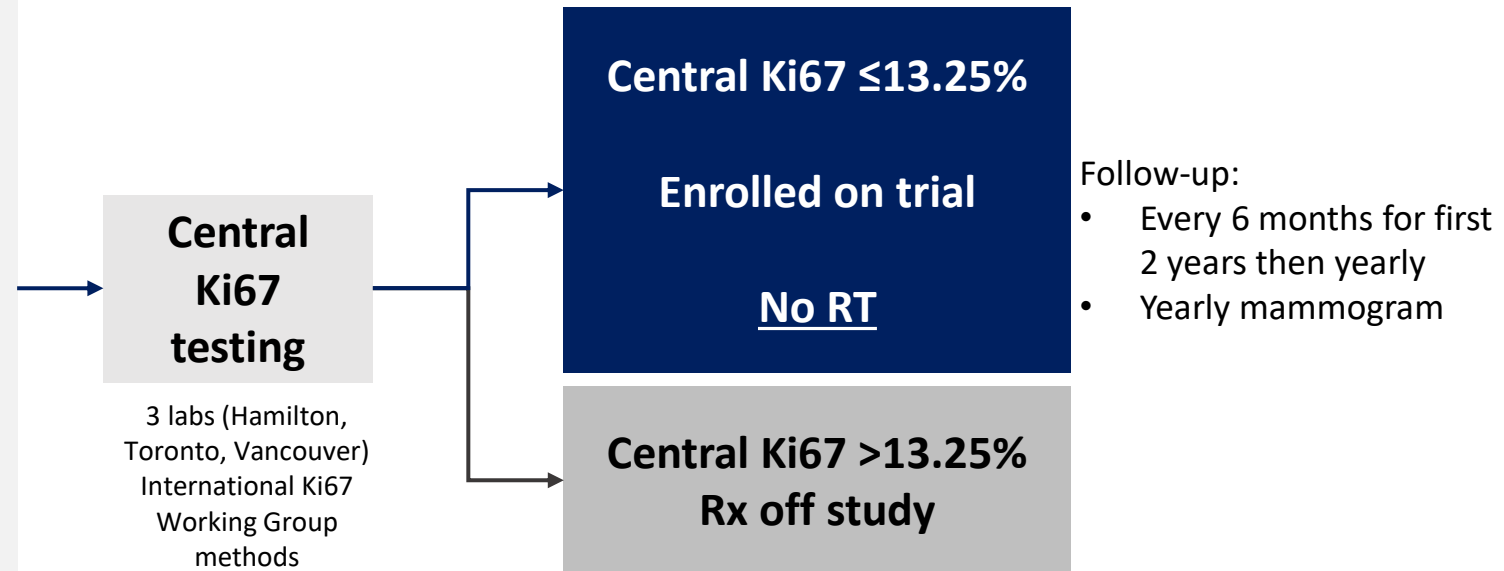 Central
Ki67
testing
3 labs (Hamilton,
Toronto, Vancouver)
International Ki67
Working Group
methods
Central Ki67 ≤13.25%
Enrolled on trial
No RT
Central Ki67 >13.25%
Rx off study
Follow-up:
• Every 6 months for first
2 years then yearly
• Yearly mammogram